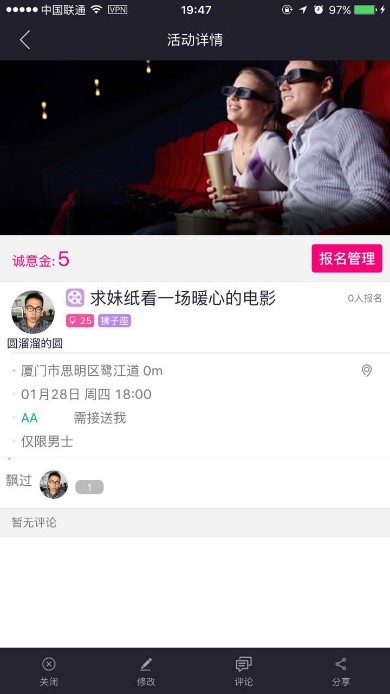 中国联通 VPN 19:47 97%
活动详情
诚意金: 5 报名管理
求妹纸看一场暖心的电影 0人报名
25 狮子座
圆溜溜的圆
厦门市思明区鹭江道 0m
01月28日 周四 18:00
AA 需接送我
仅限男士
飘过 1
暂无评论
关闭 修改 评论 分享